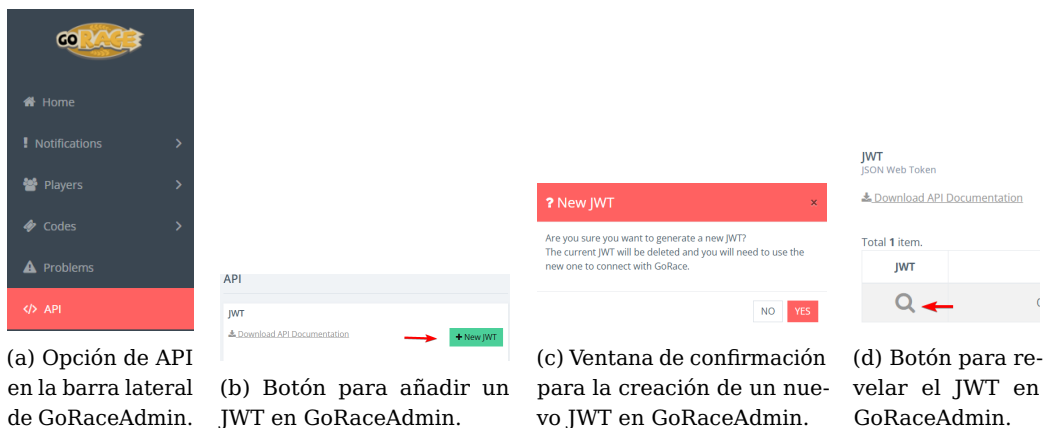 GORACE
Home
Notifications
Players
Codes
Problems
</> API
(a) Opción de API
en la barra lateral
de GoRaceAdmin.
API
JWT
Download API Documentation
+ New JWT
(b) Botón para añadir un
JWT en GoRaceAdmin.
? New JWT ×
Are you sure you want to generate a new JWT?
The current JWT will be deleted and you will need to use the
new one to connect with GoRace.
NO YES
(c) Ventana de confirmación
para la creación de un nue-
vo JWT en GoRaceAdmin.
JWT
JSON Web Token
Download API Documentation
Total 1 item.
JWT
(d) Botón para re-
velar el JWT en
GoRaceAdmin.